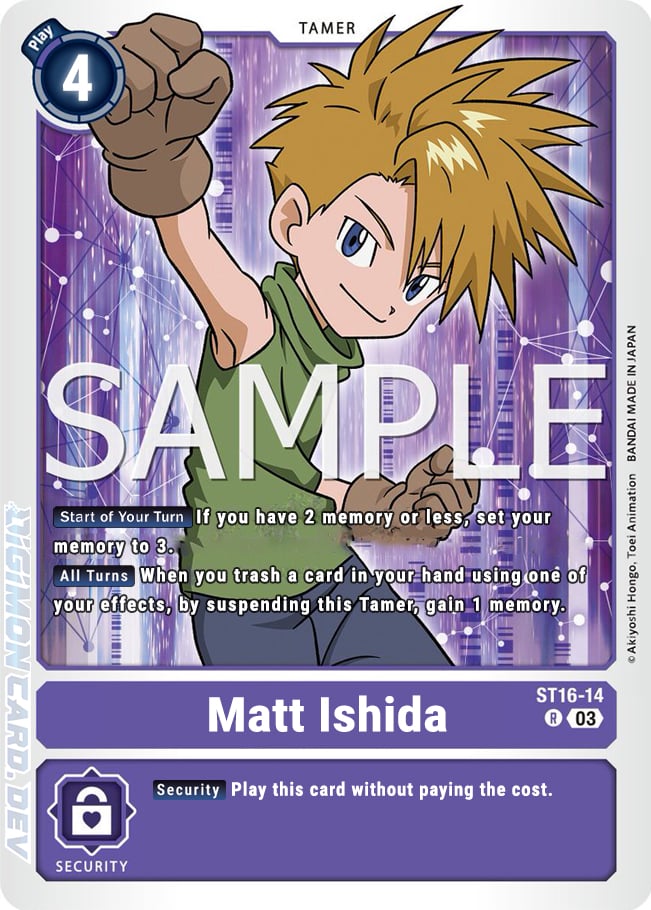 Play
4
TAMER
SAMPLE
Start of Your Turn If you have 2 memory or less, set your
memory to 3.
All Turns When you trash a card in your hand using one of
your effects, by suspending this Tamer, gain 1 memory.
© Akiyoshi Hongo, Toei Animation BANDAI MADE IN JAPAN
DIGIMON CARD.DEV
Matt Ishida
ST16-14
R 03
Security Play this card without paying the cost.
SECURITY